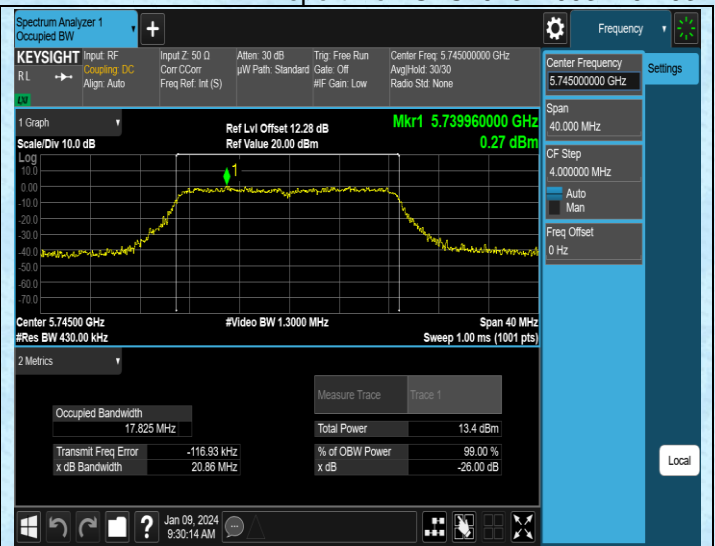 Spectrum Analyzer 1
Occupied BW
Frequency
KEYSIGHT
RL
LXI
Input: RF
Coupling: DC
Align: Auto
Input Z: 50 Ω
Corr CCorr
Freq Ref: Int (S)
Atten: 30 dB
µW Path: Standard
Trig: Free Run
Gate: Off
#IF Gain: Low
Center Freq: 5.745000000 GHz
Avg|Hold: 30/30
Radio Std: None
Center Frequency
5.745000000 GHz
Settings
Span
40.000 MHz
CF Step
4.000000 MHz
Auto
Man
Freq Offset
0 Hz
1 Graph
Ref Lvl Offset 12.28 dB
Mkr1 5.739960000 GHz
Scale/Div 10.0 dB
Ref Value 20.00 dBm
0.27 dBm
Log
10.0
0.00
-10.0
-20.0
-30.0
-40.0
-50.0
-60.0
-70.0
1
Center 5.74500 GHz
#Video BW 1.3000 MHz
Span 40 MHz
#Res BW 430.00 kHz
Sweep 1.00 ms (1001 pts)
2 Metrics
Measure Trace
Trace 1
Occupied Bandwidth
17.825 MHz
Total Power
13.4 dBm
Transmit Freq Error
-116.93 kHz
% of OBW Power
99.00 %
x dB Bandwidth
20.86 MHz
x dB
-26.00 dB
Local
?
Jan 09, 2024
9:30:14 AM